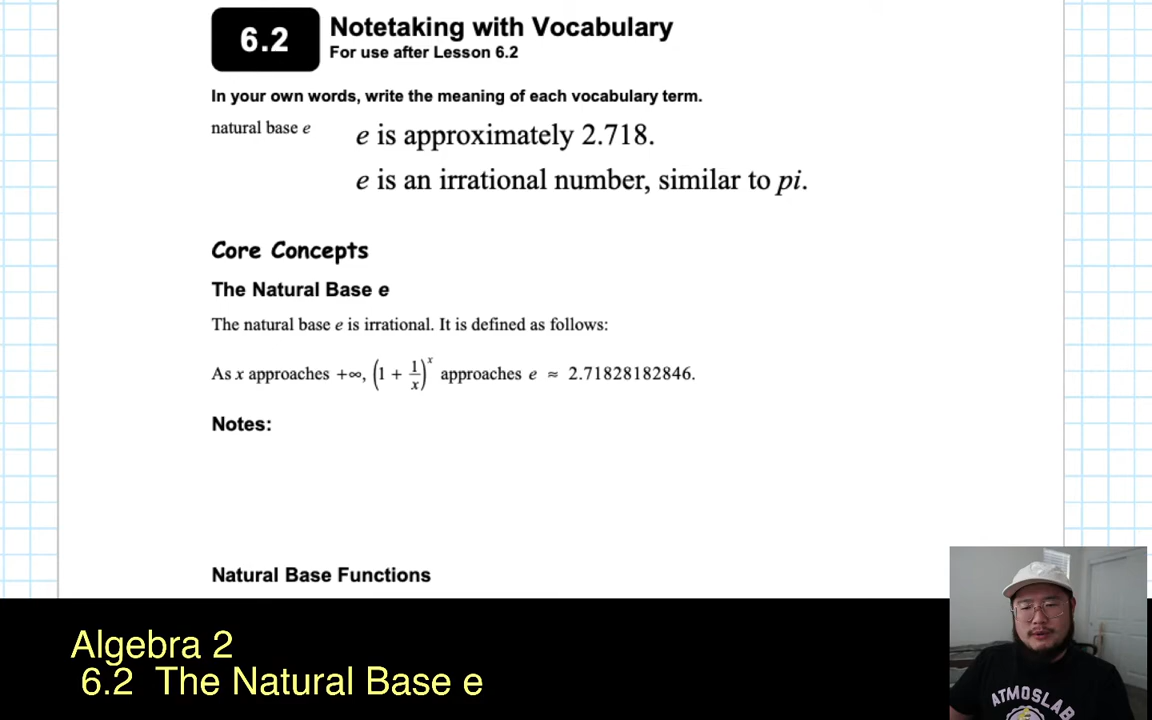 6.2
Notetaking with Vocabulary
For use after Lesson 6.2
In your own words, write the meaning of each vocabulary term.
natural base e
e is approximately 2.718.
e is an irrational number, similar to pi.
Core Concepts
The Natural Base e
The natural base e is irrational. It is defined as follows:
As x approaches +∞, (1 + 1/x)^x approaches e ≈ 2.71828182846.
Notes:
Natural Base Functions
Algebra 2
6.2 The Natural Base e
ATMOSLAB